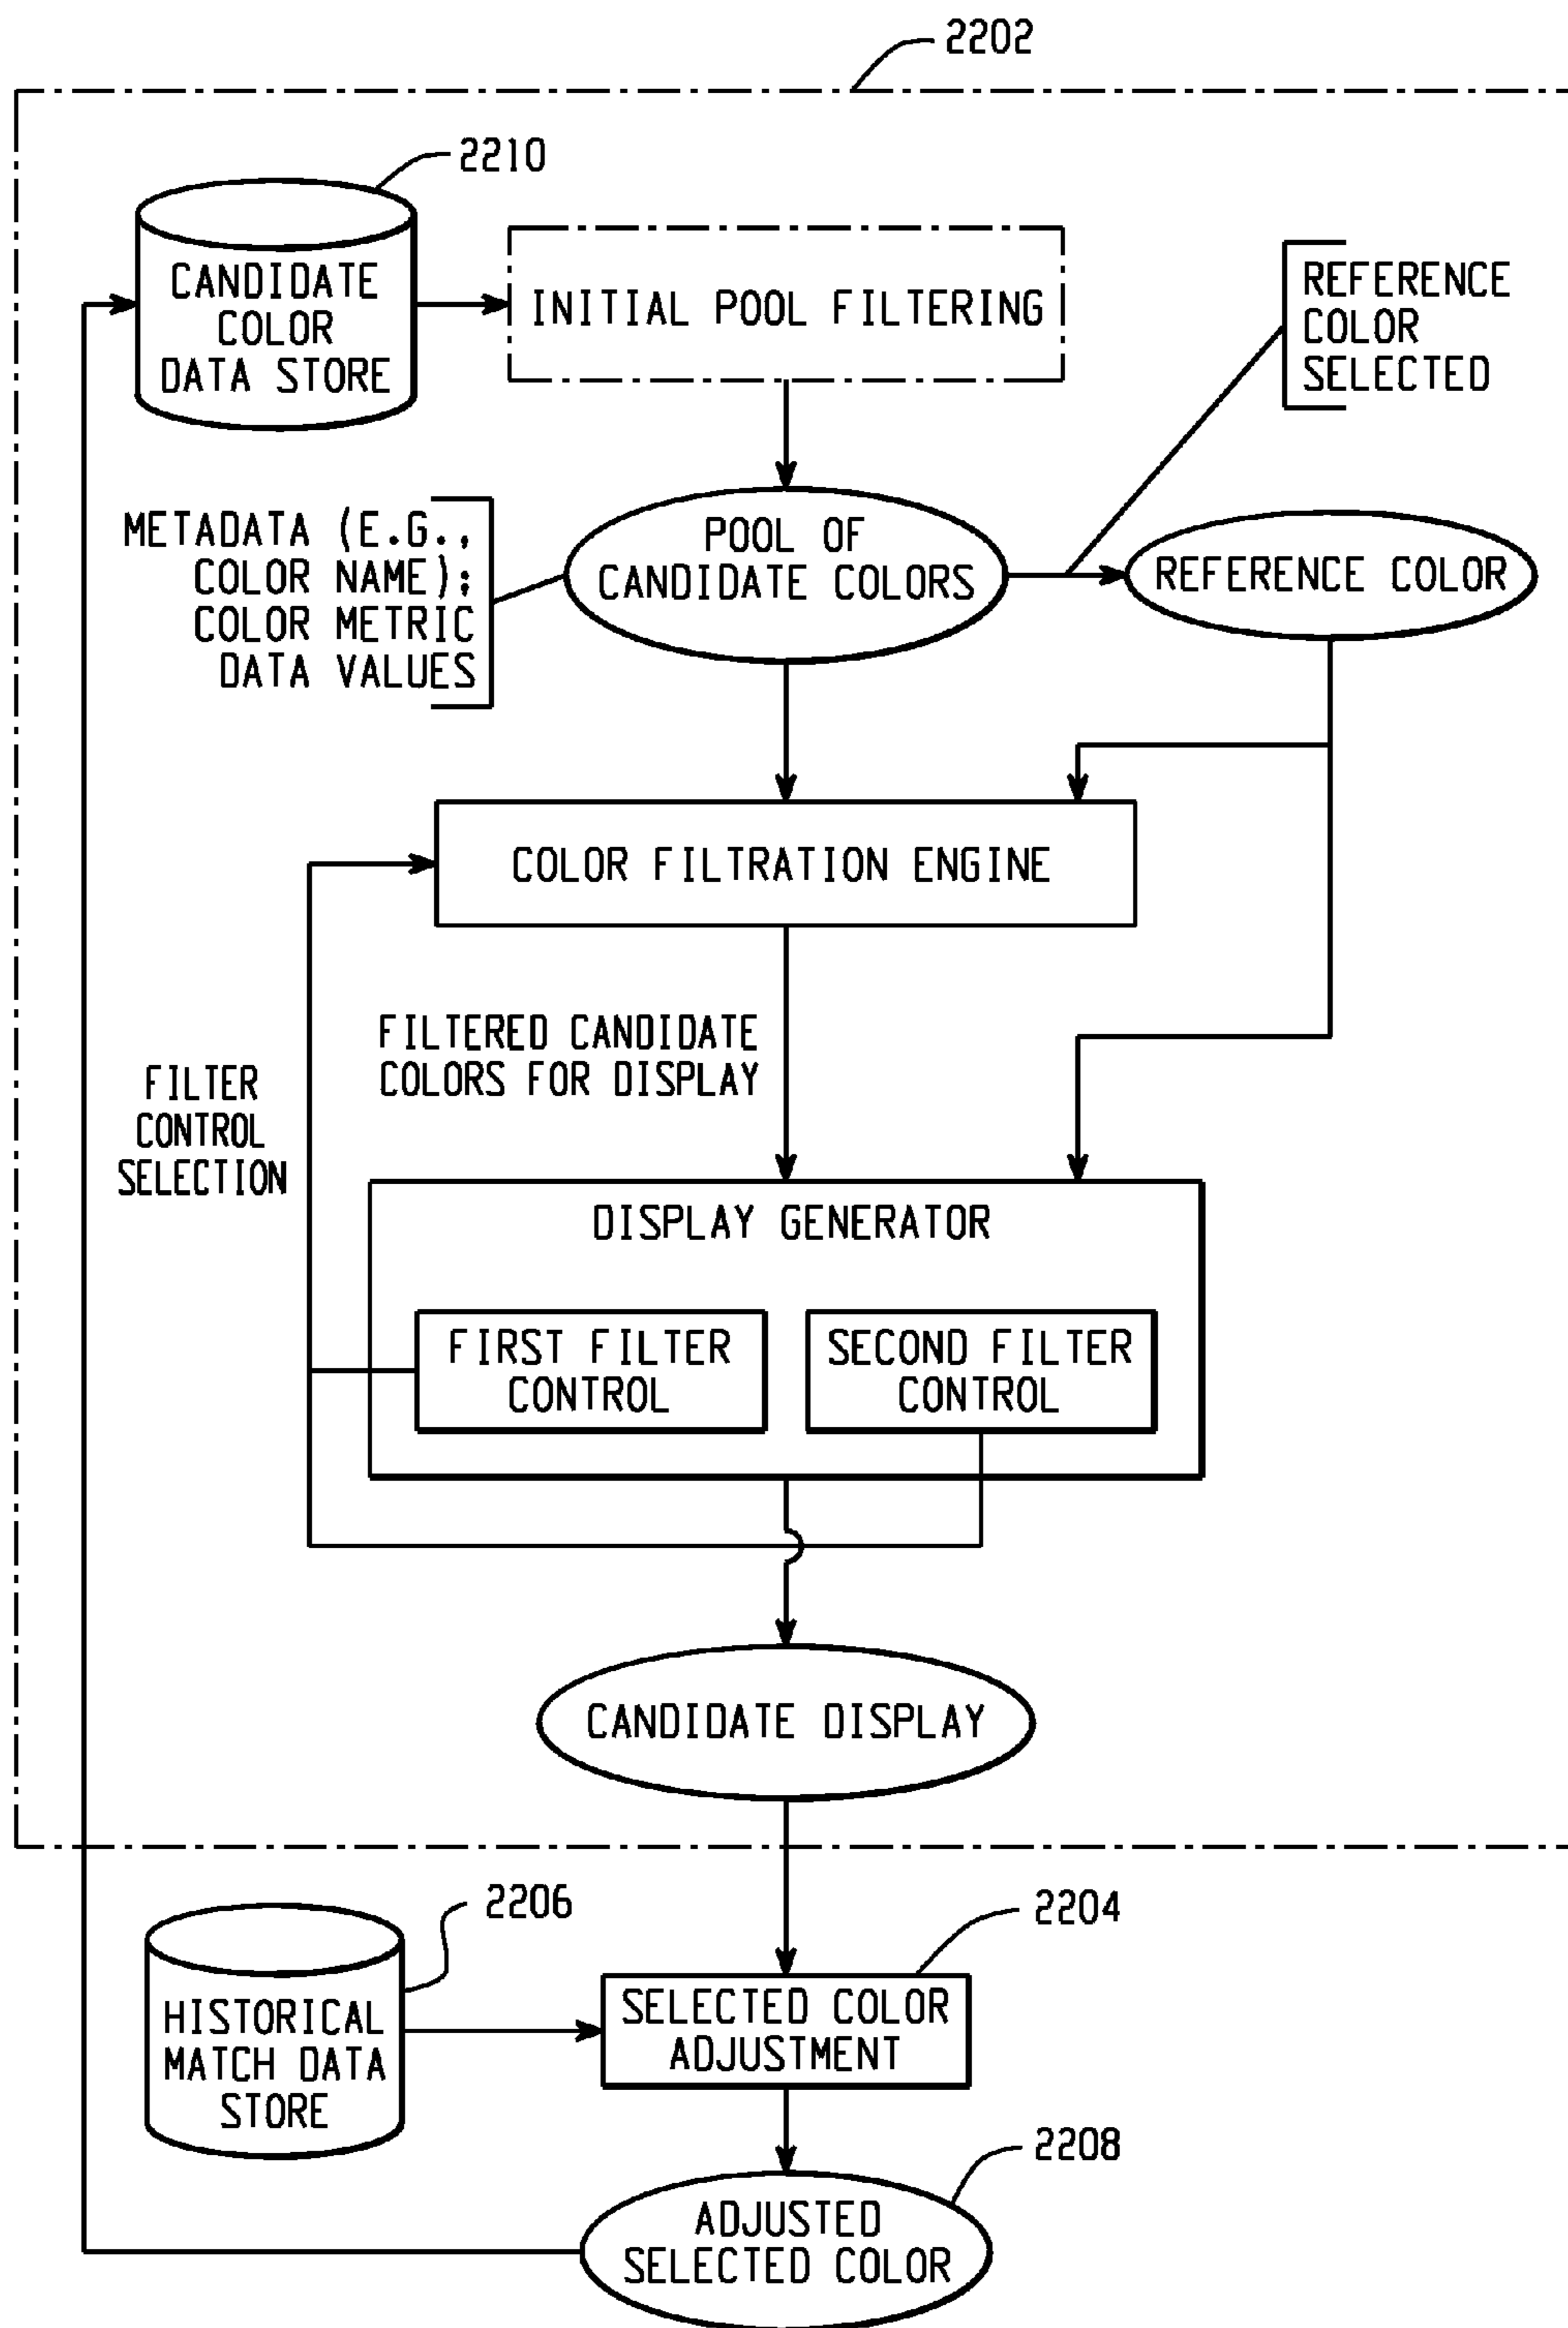 2202
2210
CANDIDATE
COLOR
DATA STORE
INITIAL POOL FILTERING
REFERENCE
COLOR
SELECTED
METADATA (E.G.,
COLOR NAME);
COLOR METRIC
DATA VALUES
POOL OF
CANDIDATE COLORS
REFERENCE COLOR
COLOR FILTRATION ENGINE
FILTERED CANDIDATE
COLORS FOR DISPLAY
FILTER
CONTROL
SELECTION
DISPLAY GENERATOR
FIRST FILTER
CONTROL
SECOND FILTER
CONTROL
CANDIDATE DISPLAY
2206
2204
HISTORICAL
MATCH DATA
STORE
SELECTED COLOR
ADJUSTMENT
2208
ADJUSTED
SELECTED COLOR